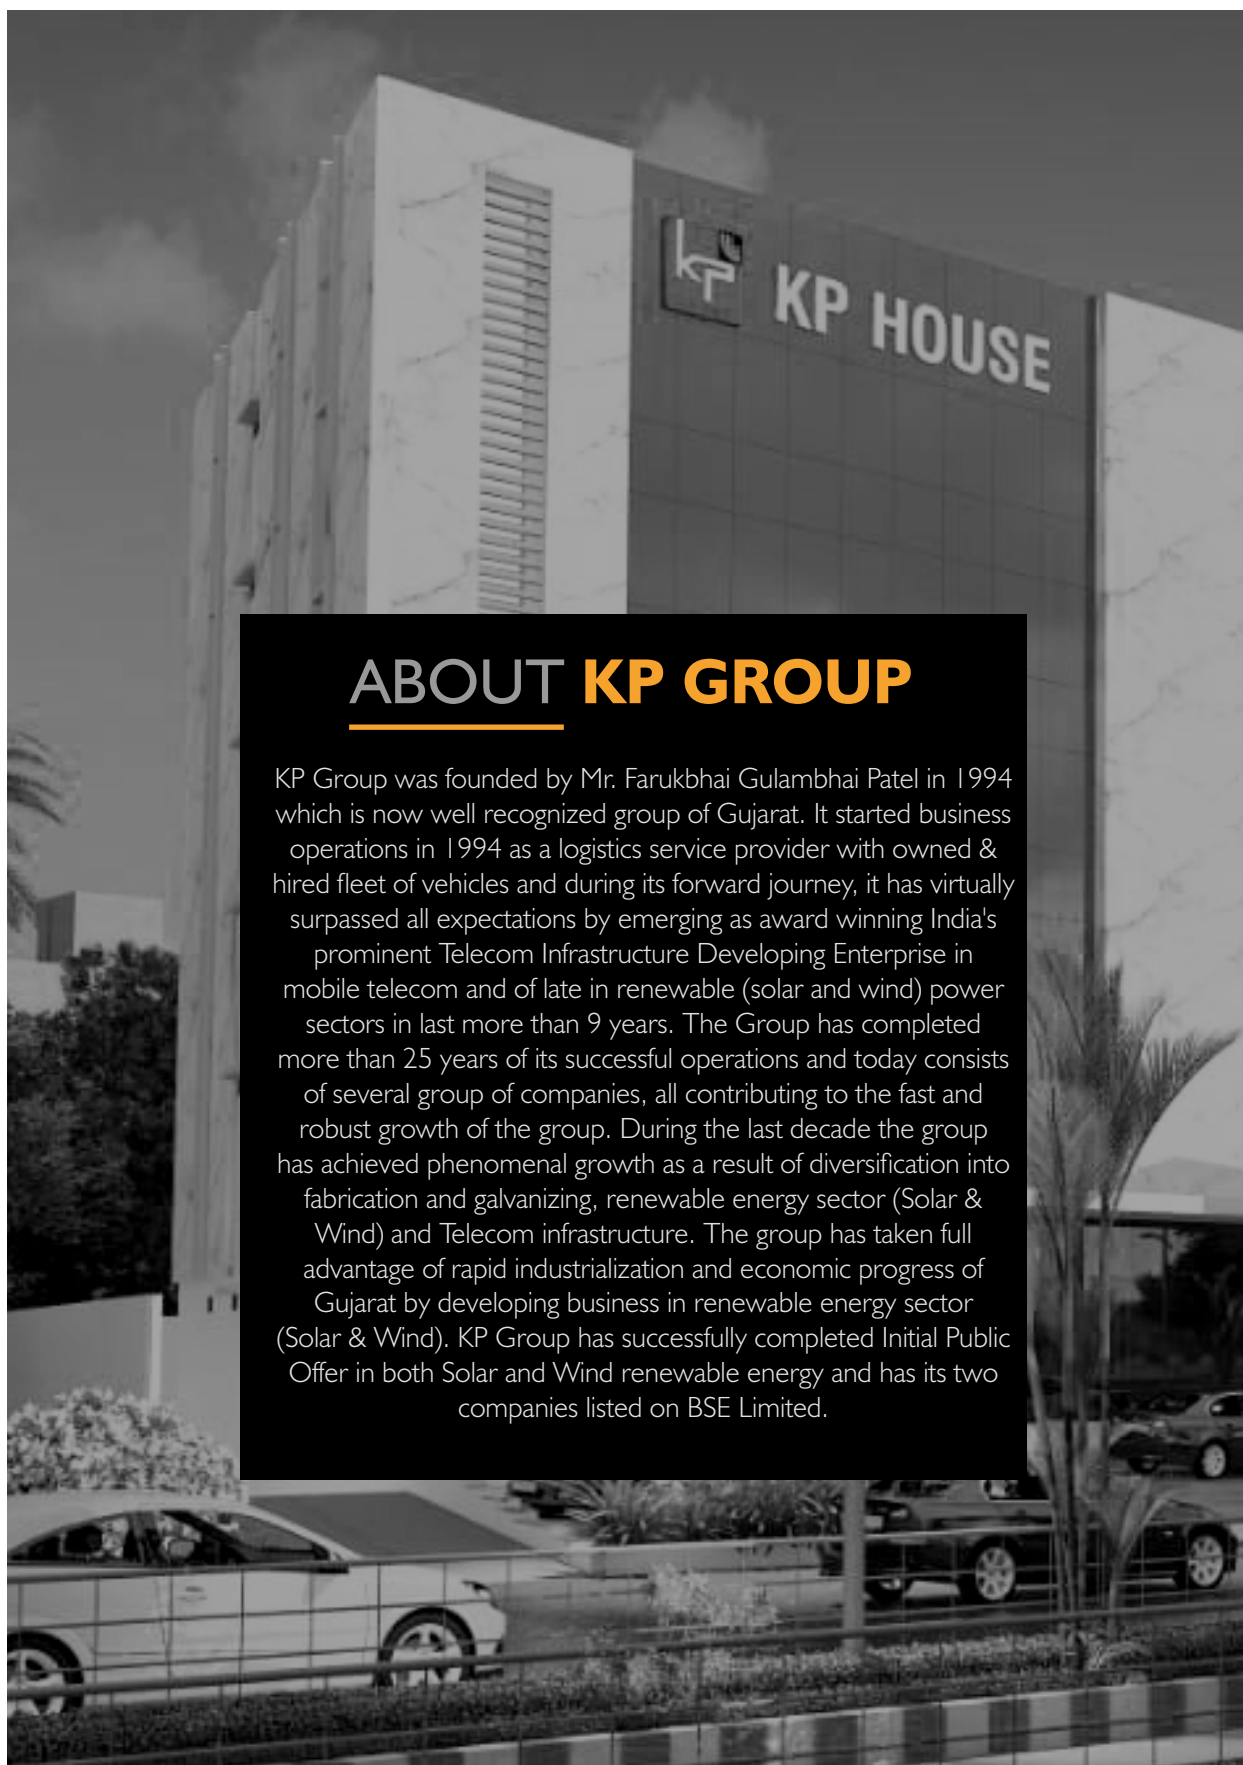 kp
KP HOUSE
ABOUT KP GROUP
KP Group was founded by Mr. Farukbhai Gulambhai Patel in 1994
which is now well recognized group of Gujarat. It started business
operations in 1994 as a logistics service provider with owned &
hired fleet of vehicles and during its forward journey, it has virtually
surpassed all expectations by emerging as award winning India's
prominent Telecom Infrastructure Developing Enterprise in
mobile telecom and of late in renewable (solar and wind) power
sectors in last more than 9 years. The Group has completed
more than 25 years of its successful operations and today consists
of several group of companies, all contributing to the fast and
robust growth of the group. During the last decade the group
has achieved phenomenal growth as a result of diversification into
fabrication and galvanizing, renewable energy sector (Solar &
Wind) and Telecom infrastructure. The group has taken full
advantage of rapid industrialization and economic progress of
Gujarat by developing business in renewable energy sector
(Solar & Wind). KP Group has successfully completed Initial Public
Offer in both Solar and Wind renewable energy and has its two
companies listed on BSE Limited.